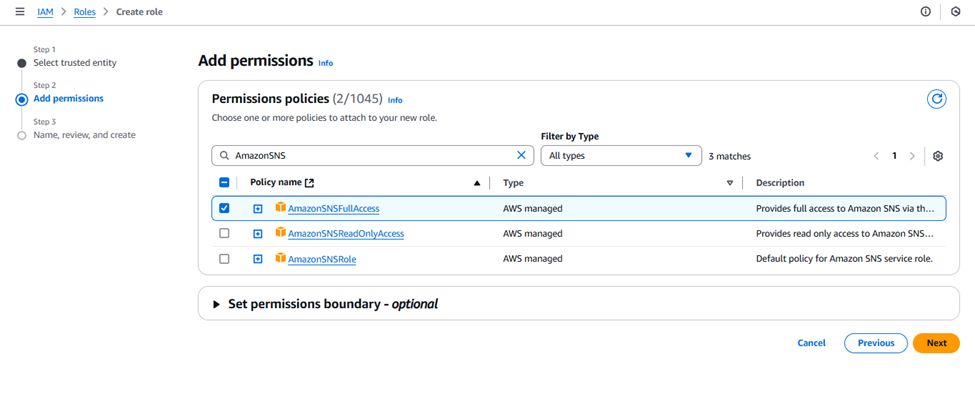 IAM > Roles > Create role
Step 1
Select trusted entity
Step 2
Add permissions
Step 3
Name, review, and create
Add permissions Info
Permissions policies (2/1045) Info
Choose one or more policies to attach to your new role.
Filter by Type
AmazonSNS
All types
3 matches
1
Policy name
Type
Description
AmazonSNSFullAccess AWS managed Provides full access to Amazon SNS via th...
AmazonSNSReadOnlyAccess AWS managed Provides read only access to Amazon SNS...
AmazonSNSRole AWS managed Default policy for Amazon SNS service role.
Set permissions boundary - optional
Cancel Previous Next